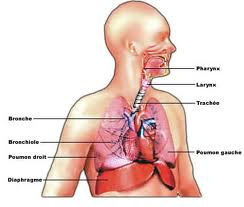 Pharynx
Larynx
Trachée
Bronche
Bronchiole
Poumon droit
Poumon gauche
Diaphragme